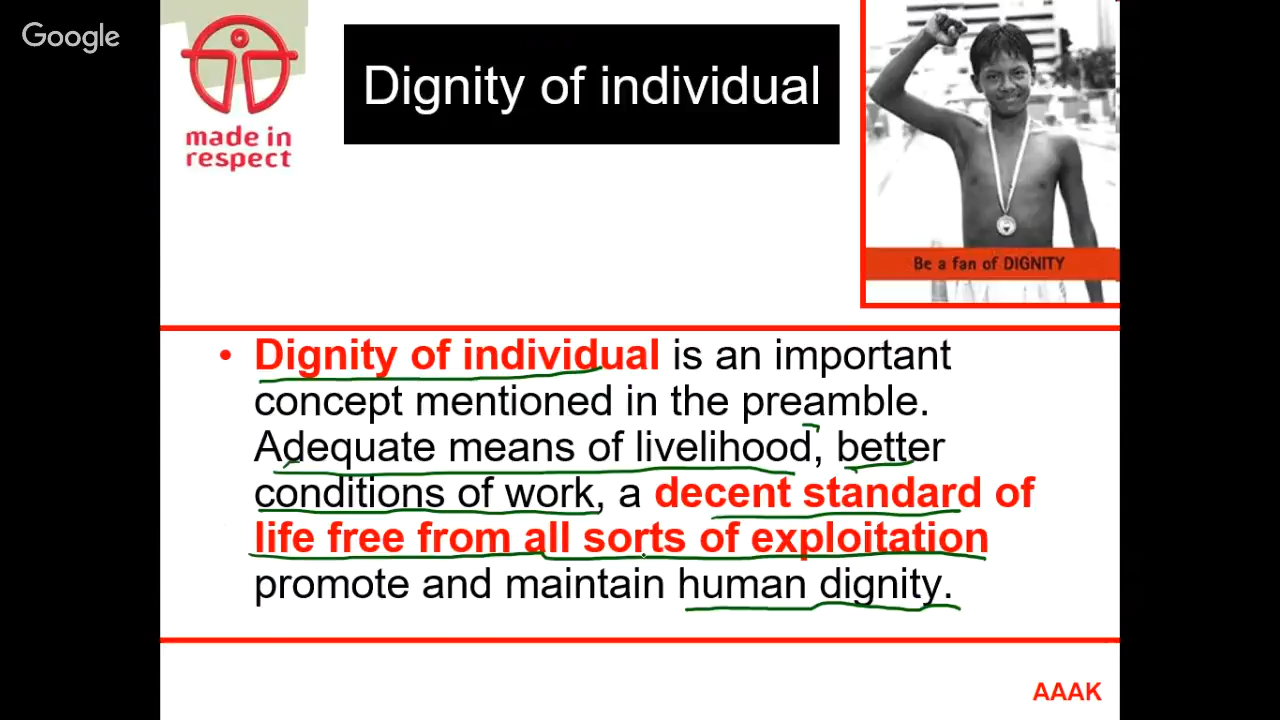 Google
made in
respect
Dignity of individual
Be a fan of DIGNITY
• Dignity of individual is an important
concept mentioned in the preamble.
Adequate means of livelihood, better
conditions of work, a decent standard of
life free from all sorts of exploitation
promote and maintain human dignity.
AAAK